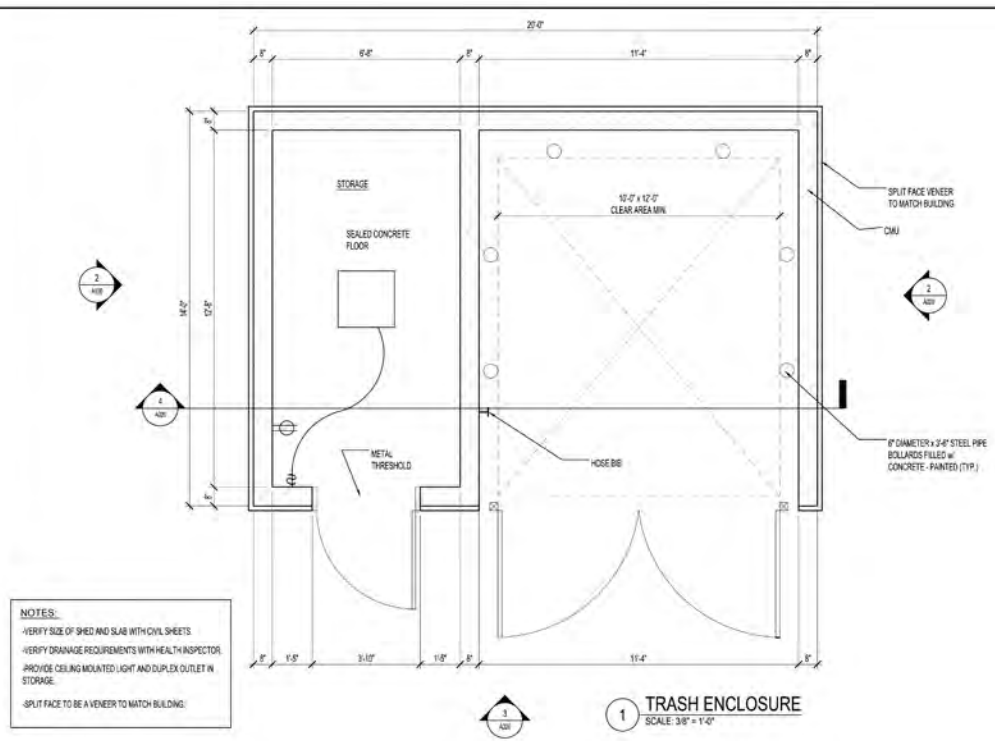 20'-0"
8"
6'-8"
8"
11'-4"
8"
8"
14'-0"
12'-8"
STORAGE
SEALED CONCRETE
FLOOR
10'-0" x 12'-0"
CLEAR AREA MIN.
SPLIT FACE VENEER
TO MATCH BUILDING
CMU
2
2
4
METAL
THRESHOLD
HOSE BIB
6" DIAMETER x 3'-6" STEEL PIPE
BOLLARDS FILLED w/
CONCRETE - PAINTED (TYP.)
NOTES:
-VERIFY SIZE OF SHED AND SLAB WITH CIVIL SHEETS.
-VERIFY DRAINAGE REQUIREMENTS WITH HEALTH INSPECTOR.
-PROVIDE CEILING MOUNTED LIGHT AND DUPLEX OUTLET IN
STORAGE.
-SPLIT FACE TO BE A VENEER TO MATCH BUILDING.
8"
1'-5"
3'-10"
8"
11'-4"
8"
3
1
TRASH ENCLOSURE
SCALE: 3/8" = 1'-0"